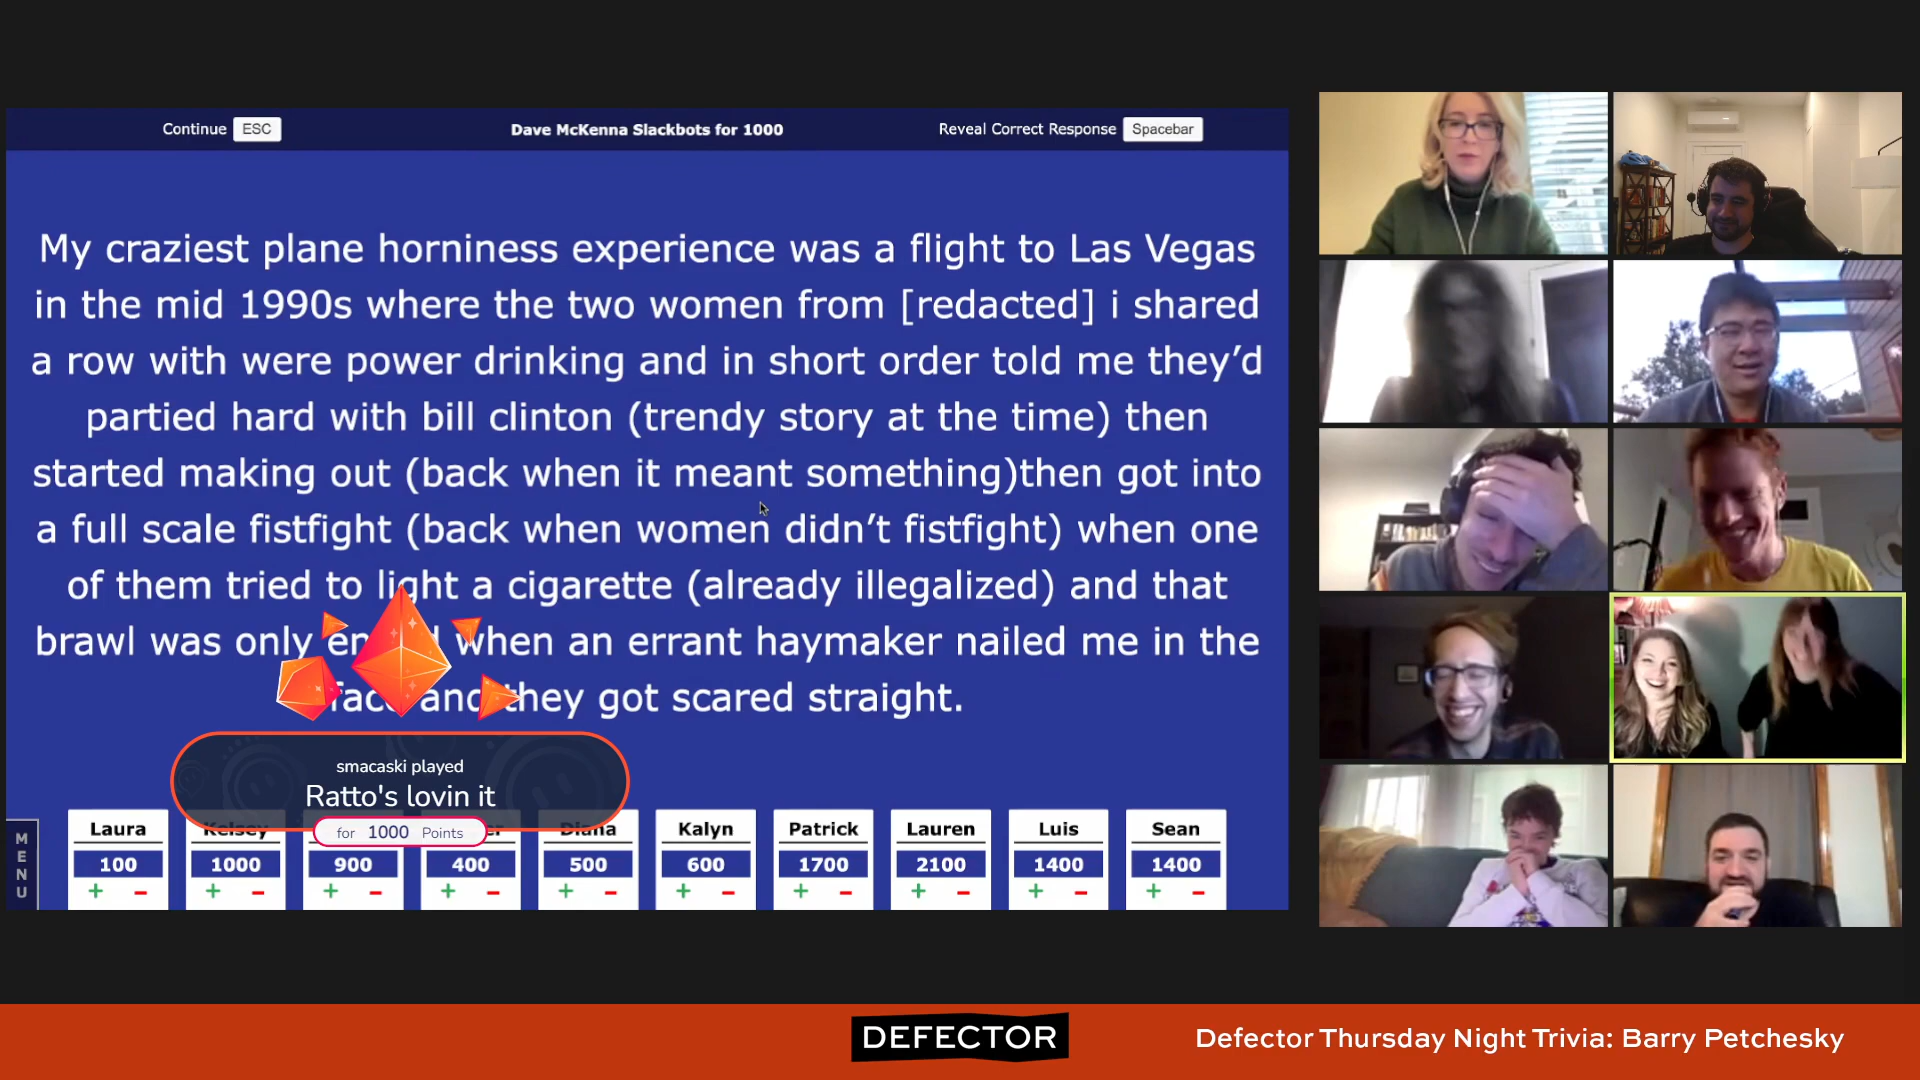 Continue ESC
Dave McKenna Slackbots for 1000
Reveal Correct Response Spacebar
My craziest plane horniness experience was a flight to Las Vegas
in the mid 1990s where the two women from [redacted] i shared
a row with were power drinking and in short order told me they’d
partied hard with bill clinton (trendy story at the time) then
started making out (back when it meant something)then got into
a full scale fistfight (back when women didn’t fistfight) when one
of them tried to light a cigarette (already illegalized) and that
brawl was only when an errant haymaker nailed me in the
face and they got scared straight.
smacaski played
Ratto's lovin it
for 1000 Points
MENU
Laura Kelsey Diana Kalyn Patrick Lauren Luis Sean
100 1000 900 400 500 600 1700 2100 1400 1400
+ - + - + - + - + - + - + - + - + - + -
DEFECTOR
Defector Thursday Night Trivia: Barry Petchesky